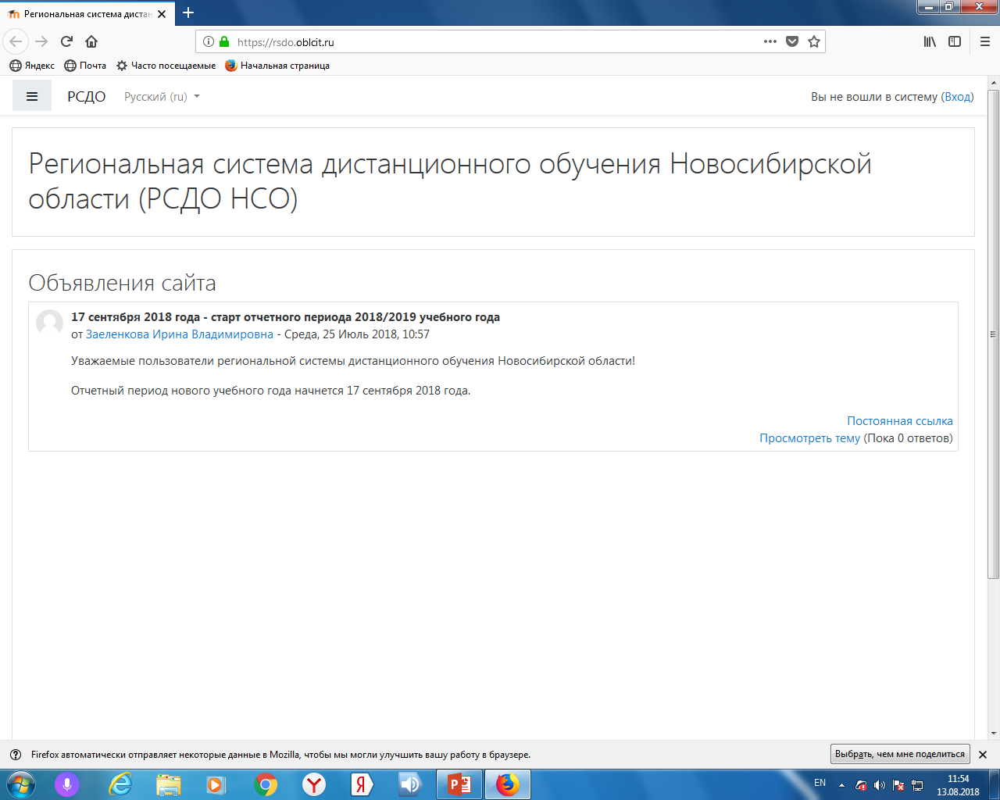 Региональная система дистан
https://rsdo.oblcit.ru
Яндекс Почта Часто посещаемые Начальная страница
РСДО Русский (ru) Вы не вошли в систему (Вход)
Региональная система дистанционного обучения Новосибирской
области (РСДО НСО)
Объявления сайта
17 сентября 2018 года - старт отчетного периода 2018/2019 учебного года
от Заеленкова Ирина Владимировна - Среда, 25 Июль 2018, 10:57
Уважаемые пользователи региональной системы дистанционного обучения Новосибирской области!
Отчетный период нового учебного года начнется 17 сентября 2018 года.
Постоянная ссылка
Просмотреть тему (Пока 0 ответов)
Firefox автоматически отправляет некоторые данные в Mozilla, чтобы мы могли улучшить вашу работу в браузере. Выбрать, чем мне поделиться
EN 11:54
13.08.2018